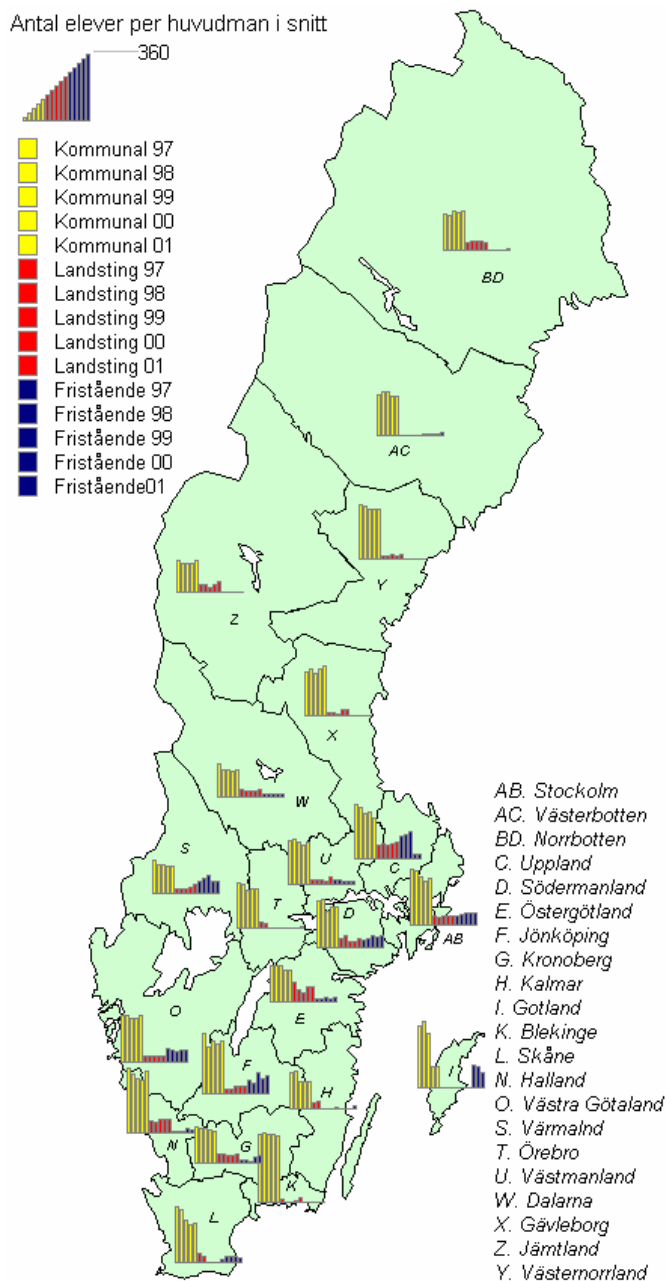 Antal elever per huvudman i snitt
360
Kommunal 97
Kommunal 98
Kommunal 99
Kommunal 00
Kommunal 01
Landsting 97
Landsting 98
Landsting 99
Landsting 00
Landsting 01
Fristående 97
Fristående 98
Fristående 99
Fristående 00
Fristående01
BD
AC
Y
Z
X
W
S
U
C
T
D
AB
E
O
F
I
H
N
G
K
L
AB. Stockolm
AC. Västerbotten
BD. Norrbotten
C. Uppland
D. Södermanland
E. Östergötland
F. Jönköping
G. Kronoberg
H. Kalmar
I. Gotland
K. Blekinge
L. Skåne
N. Halland
O. Västra Götaland
S. Värmalnd
T. Örebro
U. Västmanland
W. Dalarna
X. Gävleborg
Z. Jämtland
Y. Västernorrland